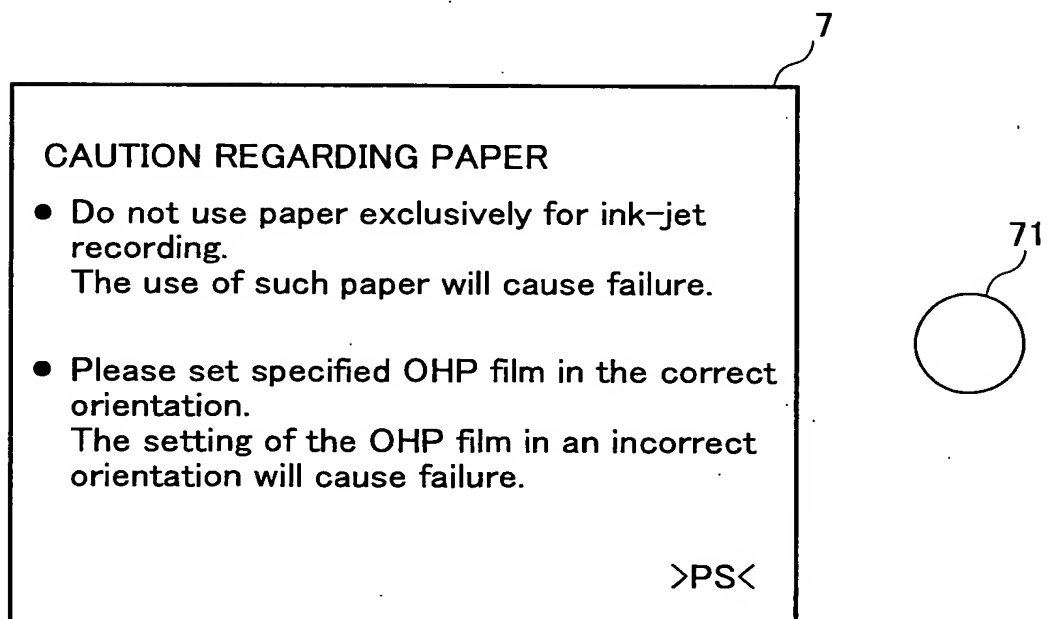 7
CAUTION REGARDING PAPER
● Do not use paper exclusively for ink-jet
recording.
The use of such paper will cause failure.
71
● Please set specified OHP film in the correct
orientation.
The setting of the OHP film in an incorrect
orientation will cause failure.
>PS<